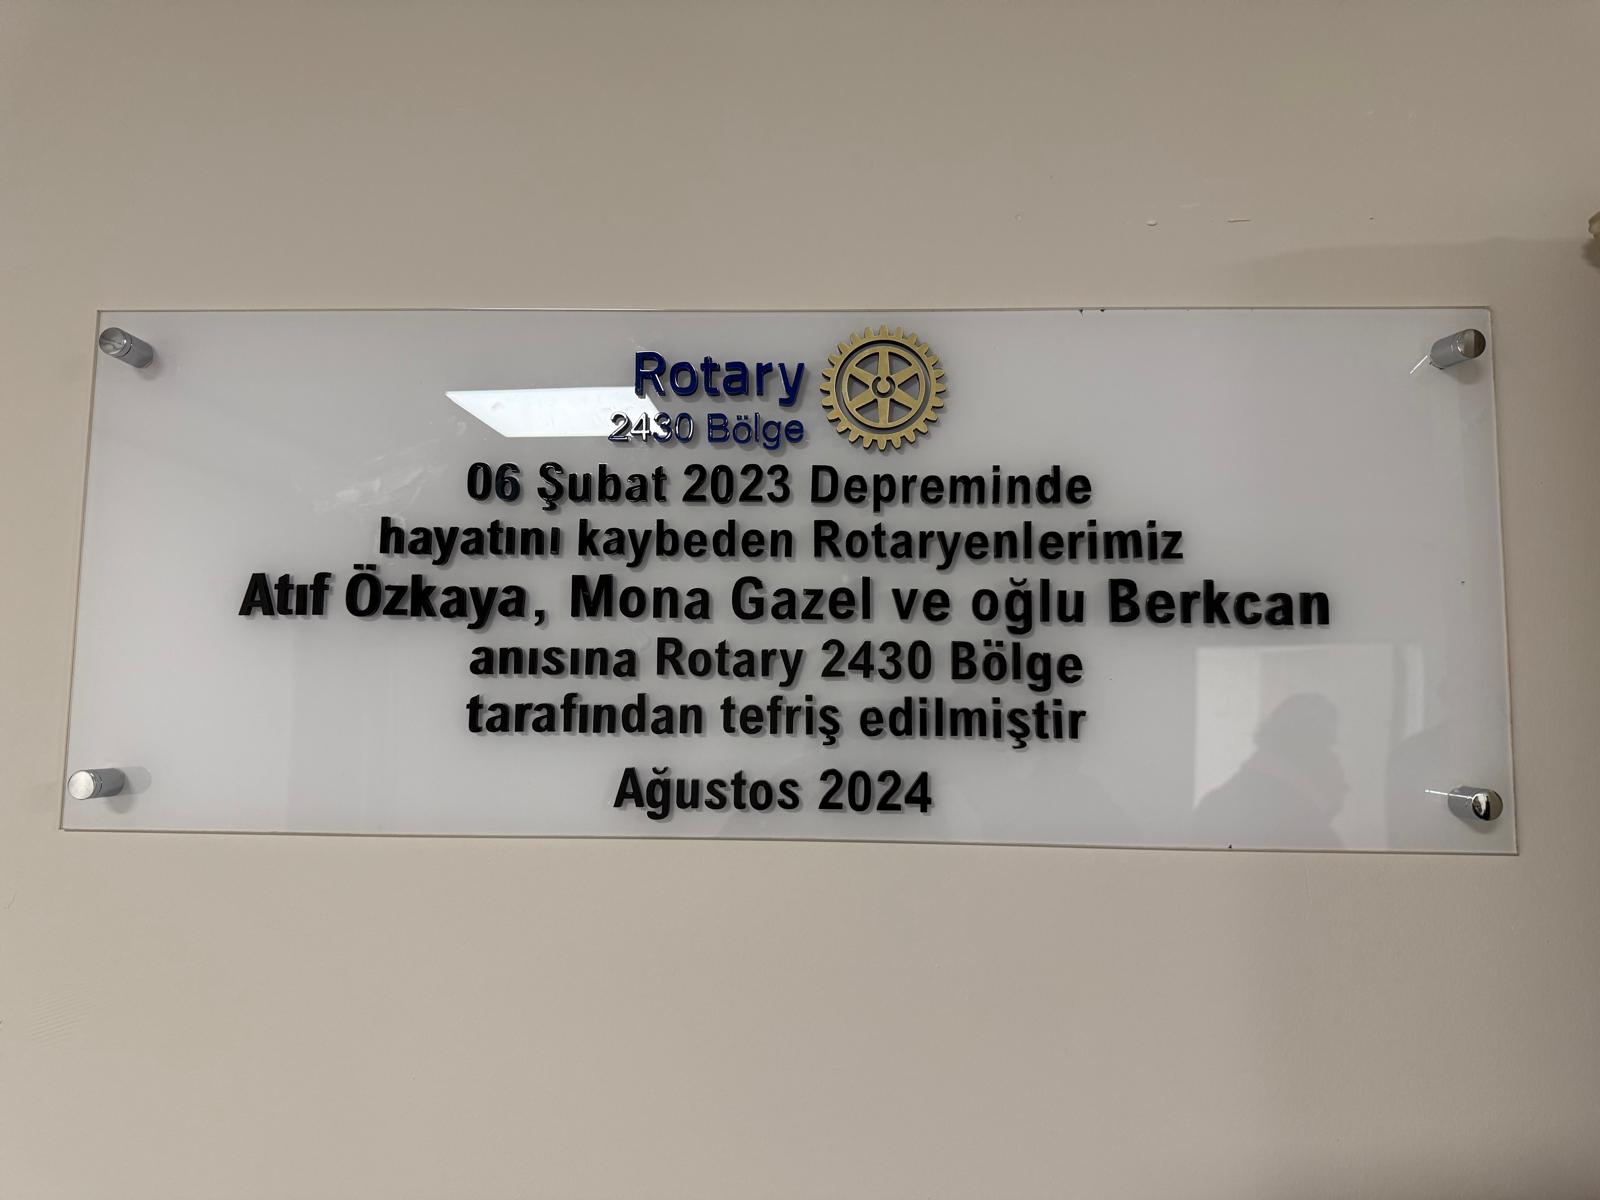 Rotary
2430 Bölge
06 Şubat 2023 Depreminde
hayatını kaybeden Rotaryenlerimiz
Atıf Özkaya, Mona Gazel ve oğlu Berkcan
anısına Rotary 2430 Bölge
tarafından tefriş edilmiştir
Ağustos 2024